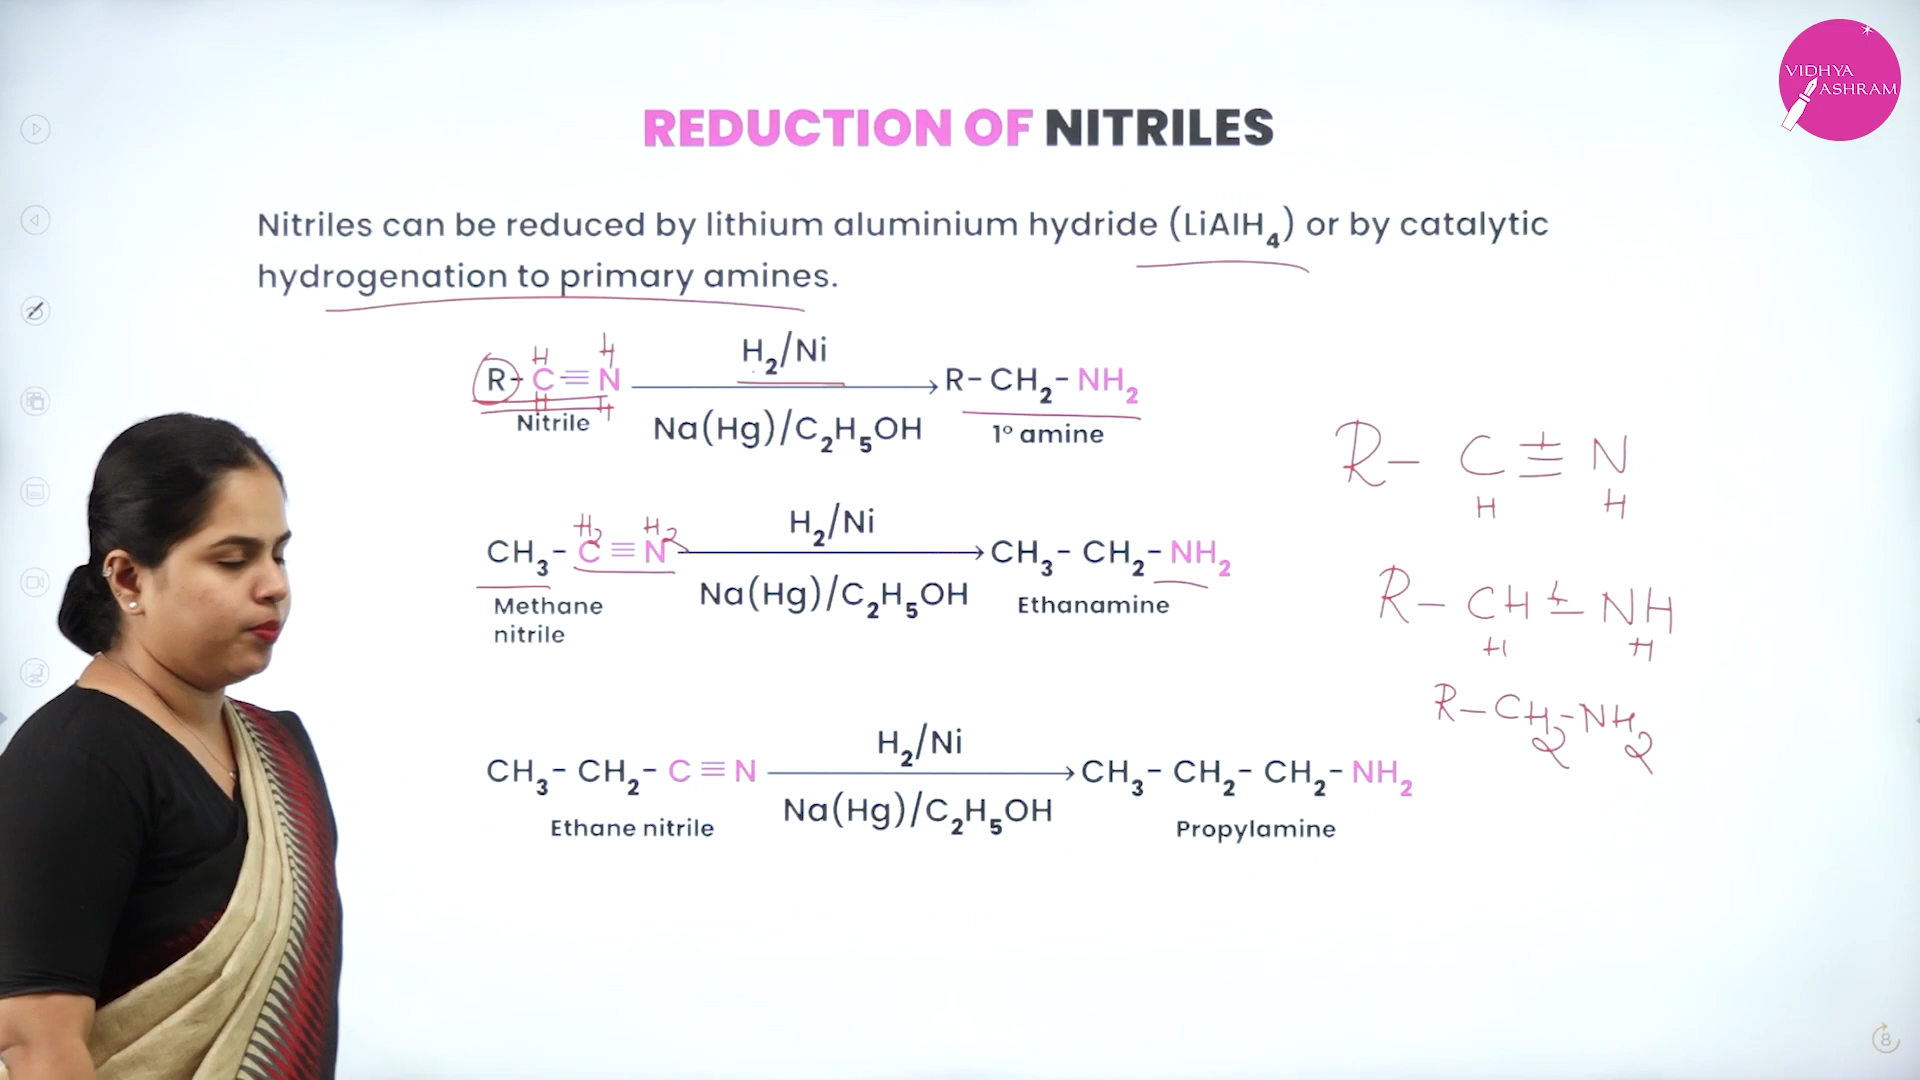 VIDHYA
ASHRAM
REDUCTION OF NITRILES
Nitriles can be reduced by lithium aluminium hydride (LiAlH₄) or by catalytic
hydrogenation to primary amines.
H H
R-C≡N H₂/Ni R-CH₂-NH₂
H H
Nitrile Na(Hg)/C₂H₅OH 1° amine
R- C≡N
H H
H₂ H₂
CH₃-C≡N H₂/Ni CH₃-CH₂-NH₂
Na(Hg)/C₂H₅OH
Methane
nitrile
Ethanamine
R-CH=NH
H H
R-CH₂-NH₂
CH₃-CH₂-C≡N H₂/Ni CH₃-CH₂-CH₂-NH₂
Ethane nitrile Na(Hg)/C₂H₅OH Propylamine
8